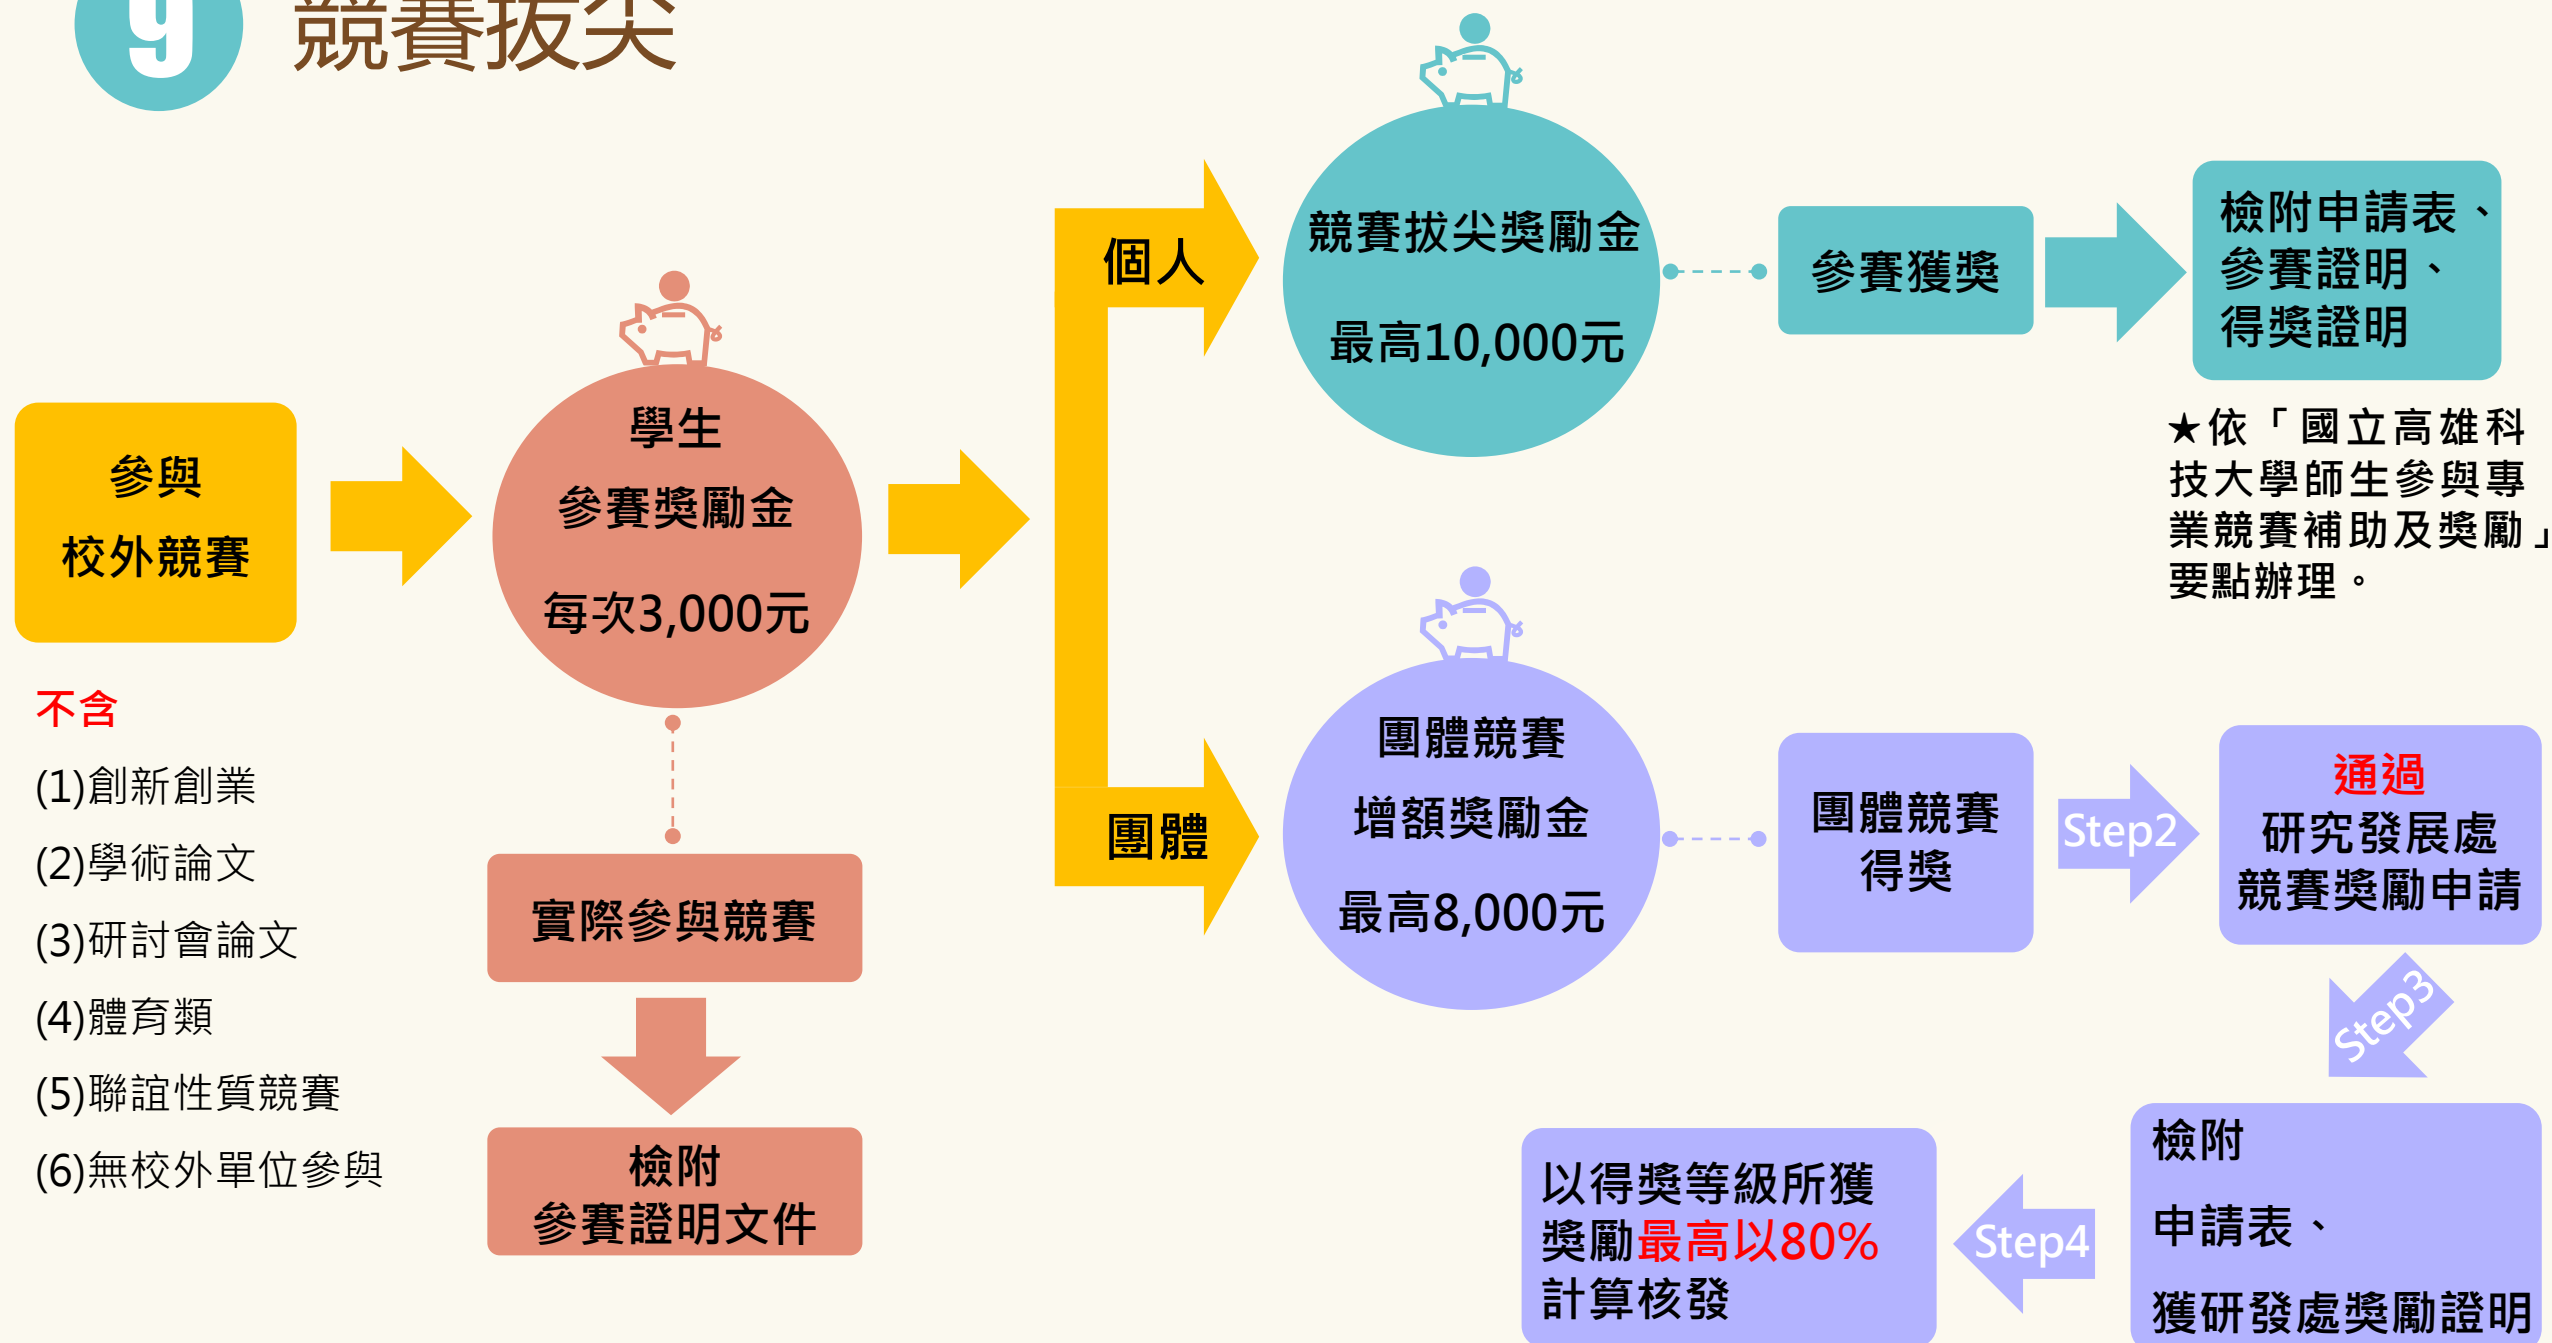 9 競賽拔尖
參與
校外競賽
不含
(1)創新創業
(2)學術論文
(3)研討會論文
(4)體育類
(5)聯誼性質競賽
(6)無校外單位參與
學生
參賽獎勵金
每次3,000元
實際參與競賽
檢附
參賽證明文件
個人
競賽拔尖獎勵金
最高10,000元
參賽獲獎
檢附申請表、
參賽證明、
得獎證明
★依「國立高雄科
技大學師生參與專
業競賽補助及獎勵」
要點辦理。
團體
團體競賽
增額獎勵金
最高8,000元
團體競賽
得獎
Step2
通過
研究發展處
競賽獎勵申請
Step3
檢附
申請表、
獲研發處獎勵證明
Step4
以得獎等級所獲
獎勵最高以80%
計算核發